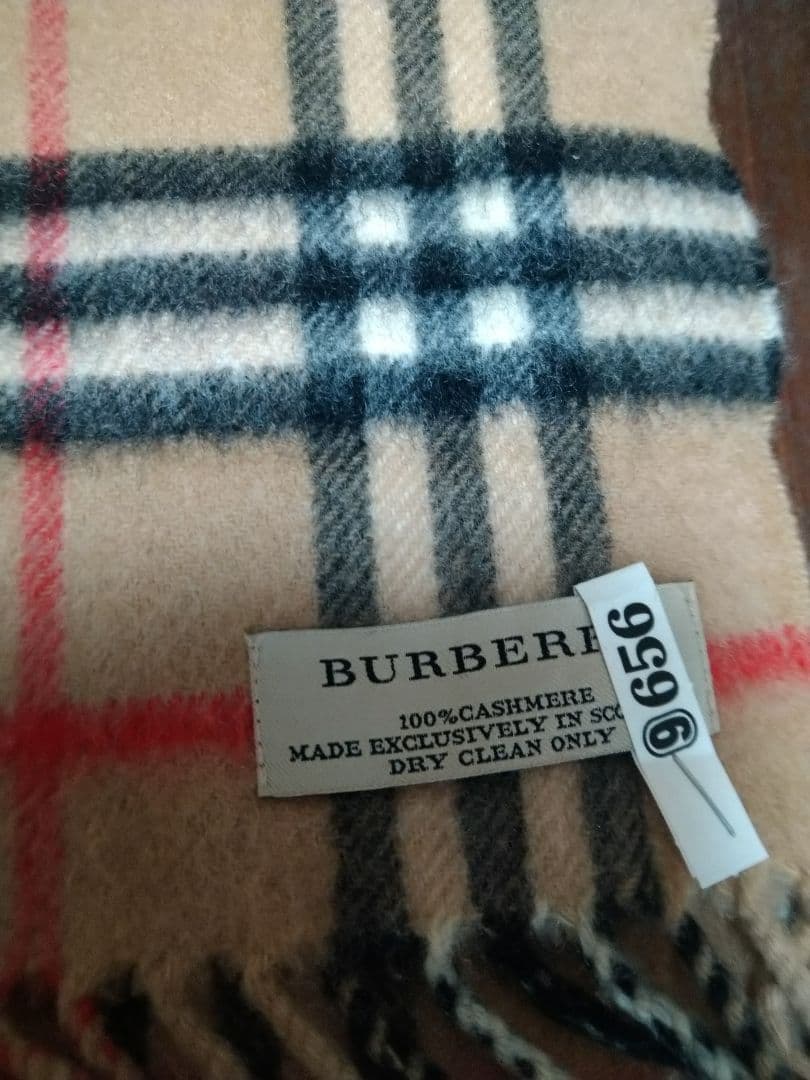 BURBER
100%CASHMERE
MADE EXCLUSIVELY IN SCO
DRY CLEAN ONLY
⑨656